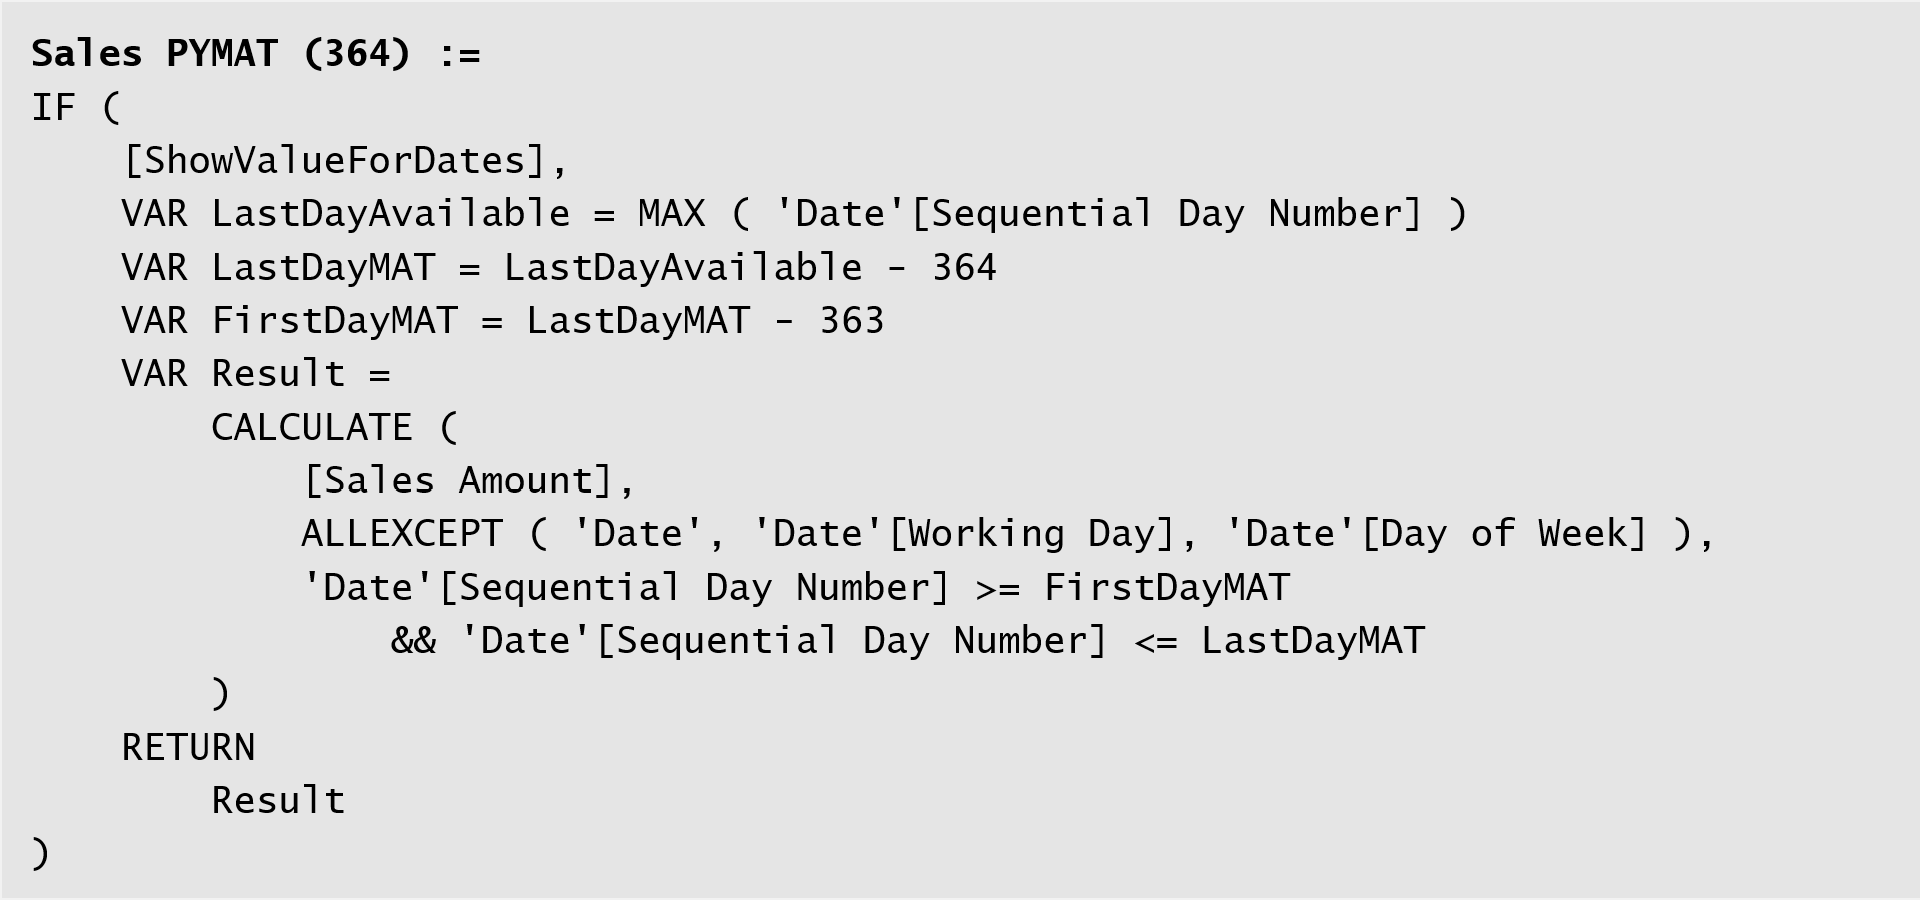 Sales PYMAT (364) :=
IF (
    [ShowValueForDates],
    VAR LastDayAvailable = MAX ( 'Date'[Sequential Day Number] )
    VAR LastDayMAT = LastDayAvailable - 364
    VAR FirstDayMAT = LastDayMAT - 363
    VAR Result =
        CALCULATE (
            [Sales Amount],
            ALLEXCEPT ( 'Date', 'Date'[Working Day], 'Date'[Day of Week] ),
            'Date'[Sequential Day Number] >= FirstDayMAT
                && 'Date'[Sequential Day Number] <= LastDayMAT
        )
    RETURN
        Result
)